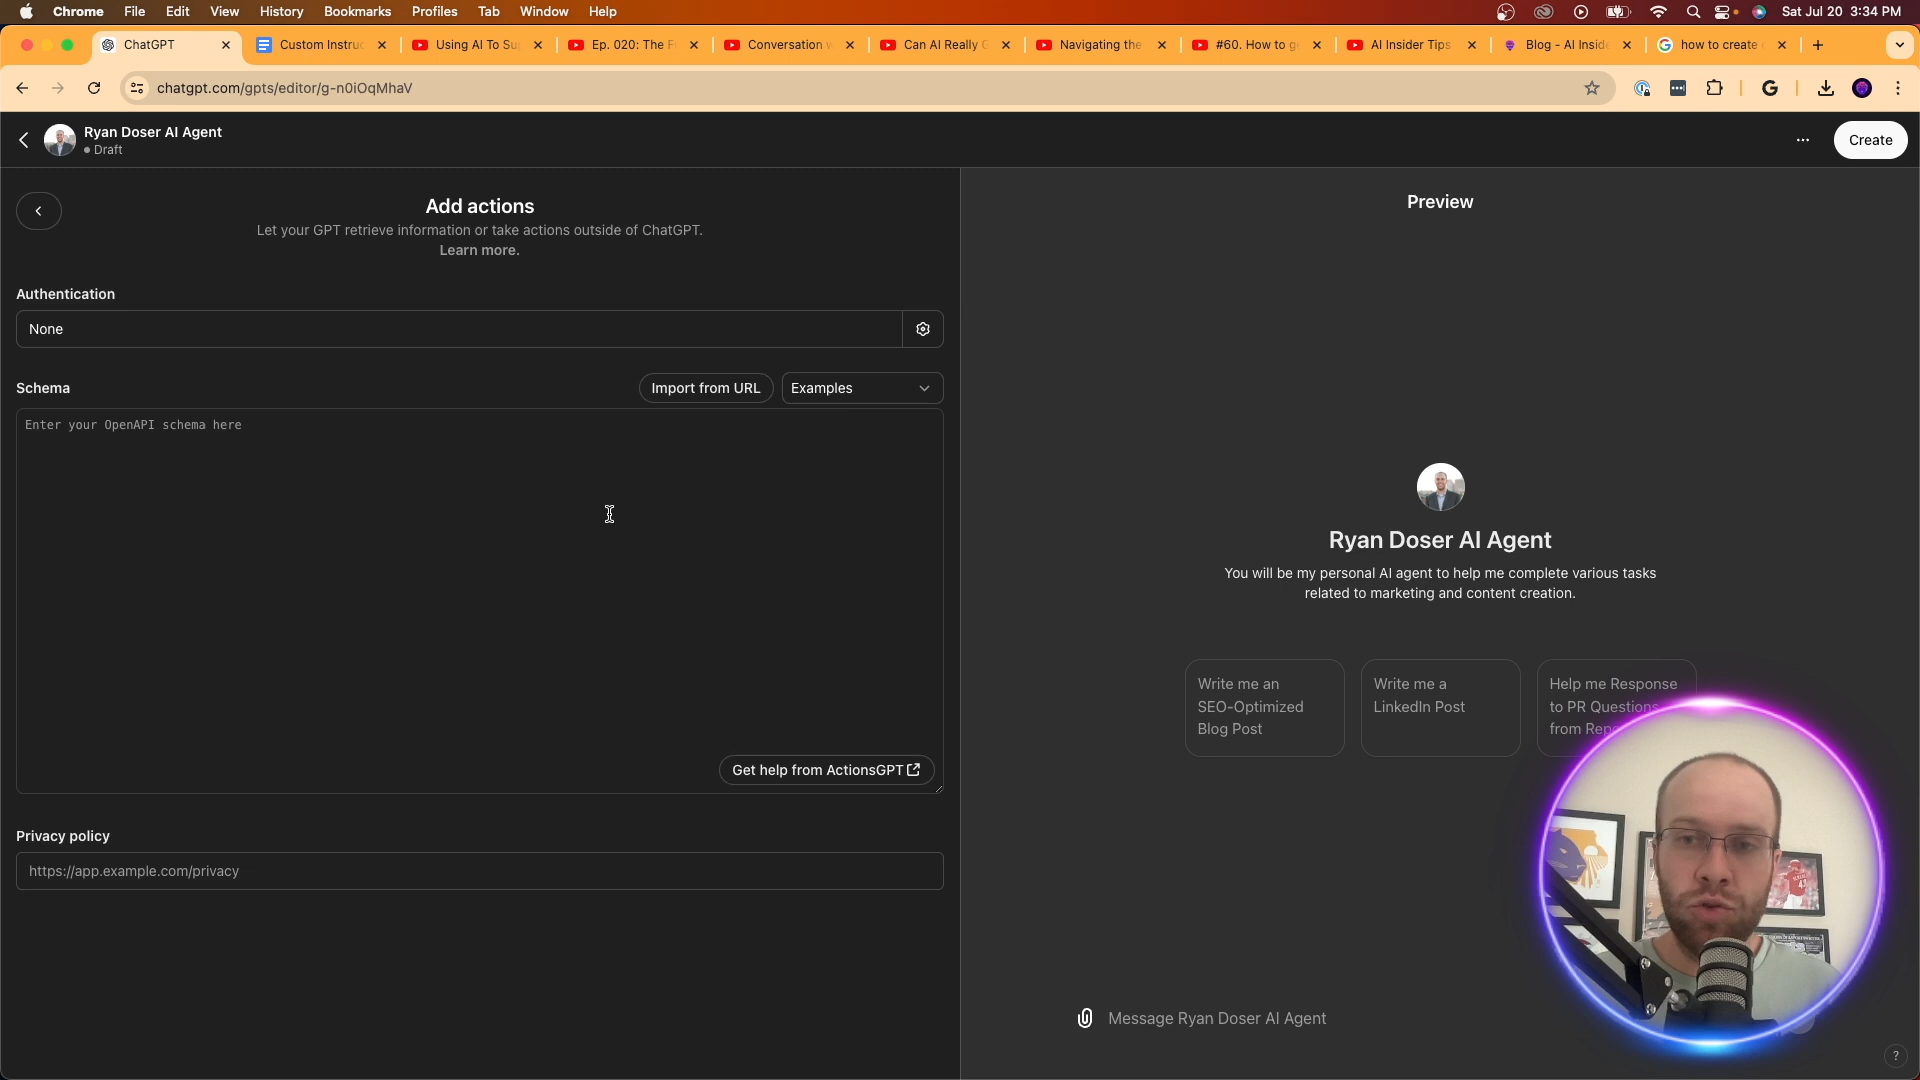 Chrome File Edit View History Bookmarks Profiles Tab Window Help Sat Jul 20 3:34 PM
ChatGPT Custom Instruc Using AI To Su Ep. 020: The F Conversation Can AI Really Navigating the #60. How to g AI Insider Tips Blog - AI Insid how to create
chatgpt.com/gpts/editor/g-n0iOqMhaV
Ryan Doser AI Agent
Draft
Create
Add actions
Let your GPT retrieve information or take actions outside of ChatGPT.
Learn more.
Authentication
None
Schema
Import from URL
Examples
Enter your OpenAPI schema here
Get help from ActionsGPT
Privacy policy
https://app.example.com/privacy
Preview
Ryan Doser AI Agent
You will be my personal AI agent to help me complete various tasks
related to marketing and content creation.
Write me an
SEO-Optimized
Blog Post
Write me a
LinkedIn Post
Help me Response
to PR Questions
from
Message Ryan Doser AI Agent
?